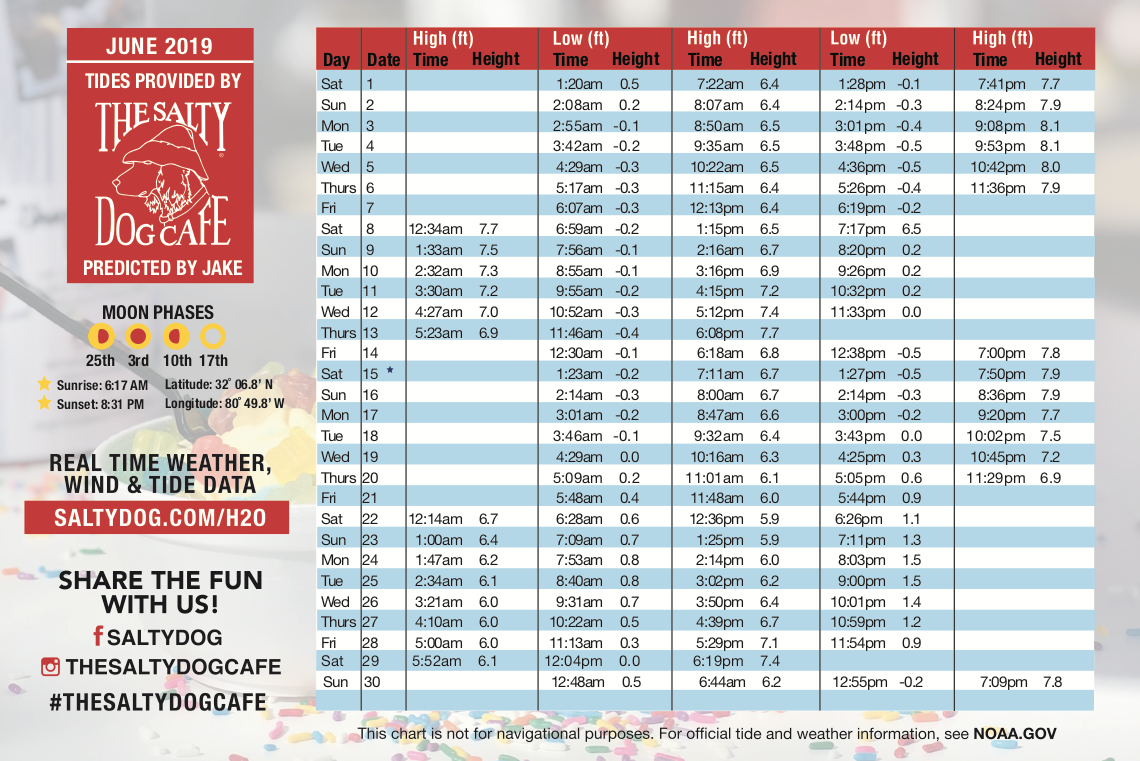 JUNE 2019
TIDES PROVIDED BY
THE SALTY
®
DOG CAFE
PREDICTED BY JAKE
MOON PHASES
25th 3rd 10th 17th
Sunrise: 6:17 AM Latitude: 32° 06.8' N
Sunset: 8:31 PM Longitude: 80° 49.8' W
REAL TIME WEATHER,
WIND & TIDE DATA
SALTYDOG.COM/H2O
SHARE THE FUN
WITH US!
f SALTYDOG
THESALTYDOGCAFE
#THESALTYDOGCAFE
High (ft) Low (ft) High (ft) Low (ft) High (ft)
Day Date Time Height Time Height Time Height Time Height Time Height
Sat 1 1:20am 0.5 7:22am 6.4 1:28pm -0.1 7:41pm 7.7
Sun 2 2:08am 0.2 8:07am 6.4 2:14pm -0.3 8:24pm 7.9
Mon 3 2:55am -0.1 8:50am 6.5 3:01pm -0.4 9:08pm 8.1
Tue 4 3:42am -0.2 9:35am 6.5 3:48pm -0.5 9:53pm 8.1
Wed 5 4:29am -0.3 10:22am 6.5 4:36pm -0.5 10:42pm 8.0
Thurs 6 5:17am -0.3 11:15am 6.4 5:26pm -0.4 11:36pm 7.9
Fri 7 6:07am -0.3 12:13pm 6.4 6:19pm -0.2
Sat 8 12:34am 7.7 6:59am -0.2 1:15pm 6.5 7:17pm 6.5
Sun 9 1:33am 7.5 7:56am -0.1 2:16am 6.7 8:20pm 0.2
Mon 10 2:32am 7.3 8:55am -0.1 3:16pm 6.9 9:26pm 0.2
Tue 11 3:30am 7.2 9:55am -0.2 4:15pm 7.2 10:32pm 0.2
Wed 12 4:27am 7.0 10:52am -0.3 5:12pm 7.4 11:33pm 0.0
Thurs 13 5:23am 6.9 11:46am -0.4 6:08pm 7.7
Fri 14 12:30am -0.1 6:18am 6.8 12:38pm -0.5 7:00pm 7.8
Sat 15 1:23am -0.2 7:11am 6.7 1:27pm -0.5 7:50pm 7.9
Sun 16 2:14am -0.3 8:00am 6.7 2:14pm -0.3 8:36pm 7.9
Mon 17 3:01am -0.2 8:47am 6.6 3:00pm -0.2 9:20pm 7.7
Tue 18 3:46am -0.1 9:32am 6.4 3:43pm 0.0 10:02pm 7.5
Wed 19 4:29am 0.0 10:16am 6.3 4:25pm 0.3 10:45pm 7.2
Thurs 20 5:09am 0.2 11:01am 6.1 5:05pm 0.6 11:29pm 6.9
Fri 21 5:48am 0.4 11:48am 6.0 5:44pm 0.9
Sat 22 12:14am 6.7 6:28am 0.6 12:36pm 5.9 6:26pm 1.1
Sun 23 1:00am 6.4 7:09am 0.7 1:25pm 5.9 7:11pm 1.3
Mon 24 1:47am 6.2 7:53am 0.8 2:14pm 6.0 8:03pm 1.5
Tue 25 2:34am 6.1 8:40am 0.8 3:02pm 6.2 9:00pm 1.5
Wed 26 3:21am 6.0 9:31am 0.7 3:50pm 6.4 10:01pm 1.4
Thurs 27 4:10am 6.0 10:22am 0.5 4:39pm 6.7 10:59pm 1.2
Fri 28 5:00am 6.0 11:13am 0.3 5:29pm 7.1 11:54pm 0.9
Sat 29 5:52am 6.1 12:04pm 0.0 6:19pm 7.4
Sun 30 12:48am 0.5 6:44am 6.2 12:55pm -0.2 7:09pm 7.8
This chart is not for navigational purposes. For official tide and weather information, see NOAA.GOV